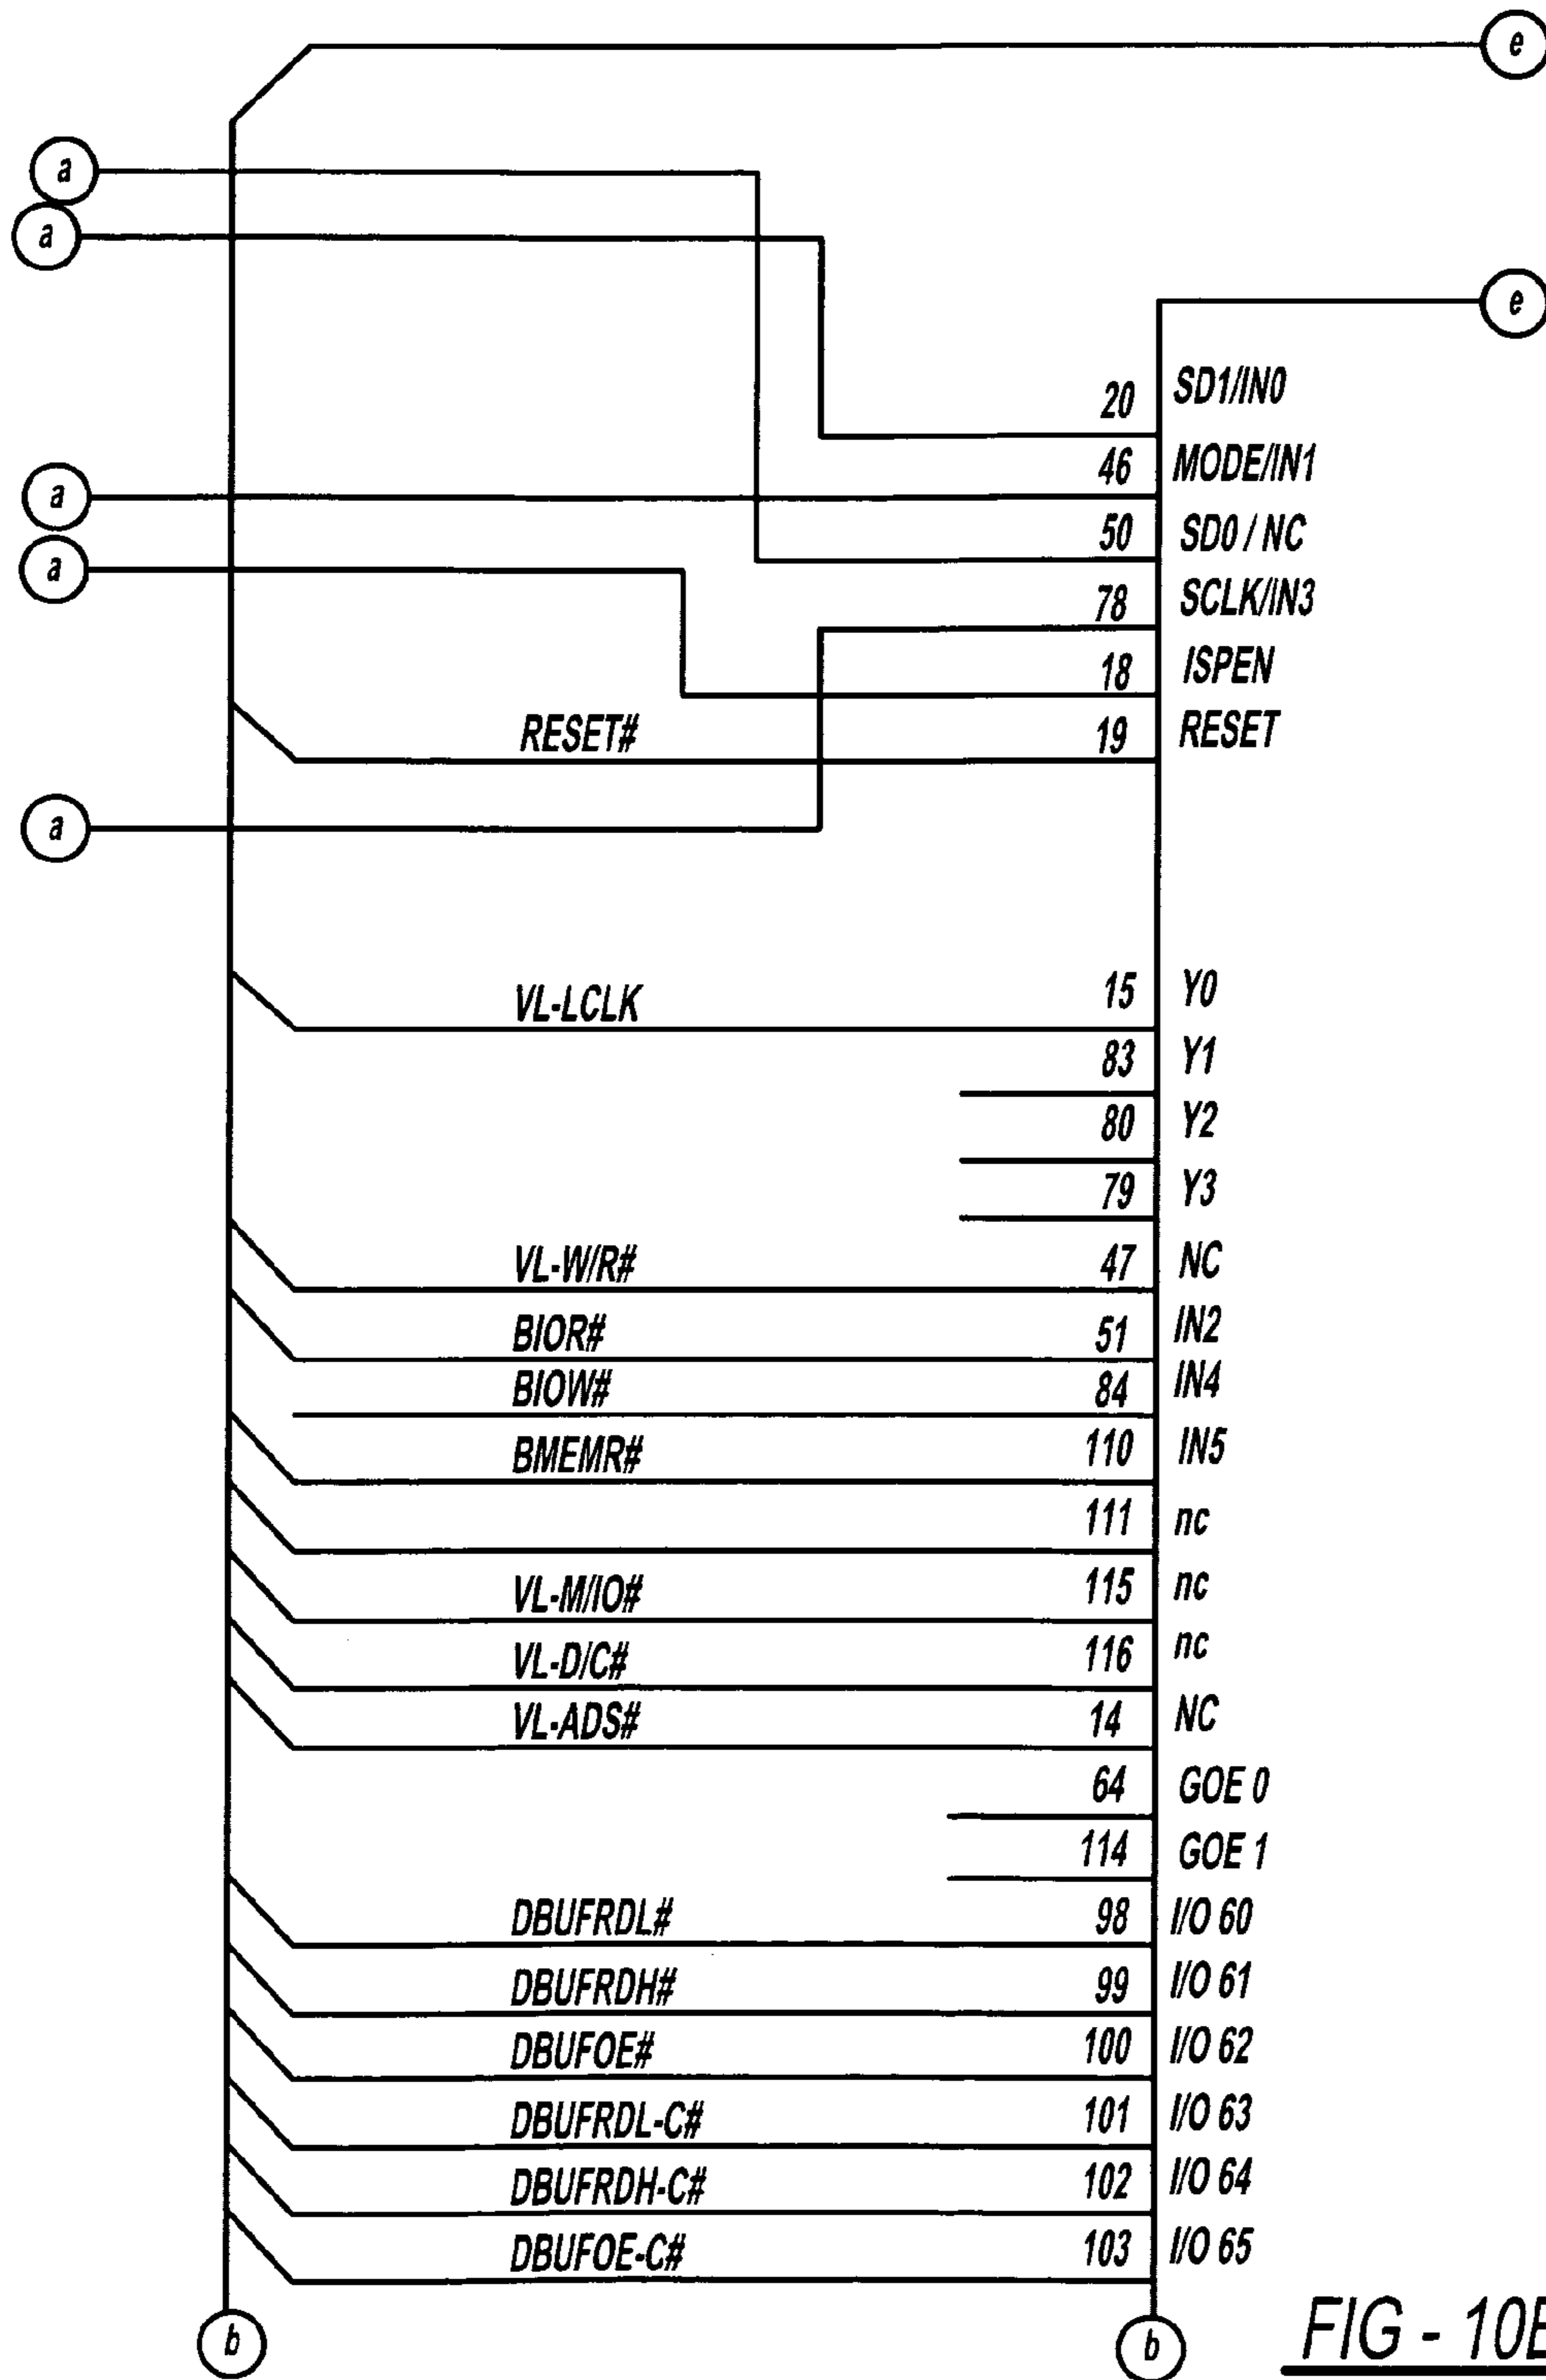 e
a
a
e
20 SD1/IN0
46 MODE/IN1
a
50 SD0 / NC
a
78 SCLK/IN3
18 ISPEN
RESET# 19 RESET
a
VL-LCLK 15 Y0
83 Y1
80 Y2
79 Y3
VL-W/R# 47 NC
BIOR# 51 IN2
BIOW# 84 IN4
BMEMR# 110 IN5
111 nc
VL-M/IO# 115 nc
VL-D/C# 116 nc
VL-ADS# 14 NC
64 GOE 0
114 GOE 1
DBUFRDL# 98 I/O 60
DBUFRDH# 99 I/O 61
DBUFOE# 100 I/O 62
DBUFRDL-C# 101 I/O 63
DBUFRDH-C# 102 I/O 64
DBUFOE-C# 103 I/O 65
b b
FIG - 10B